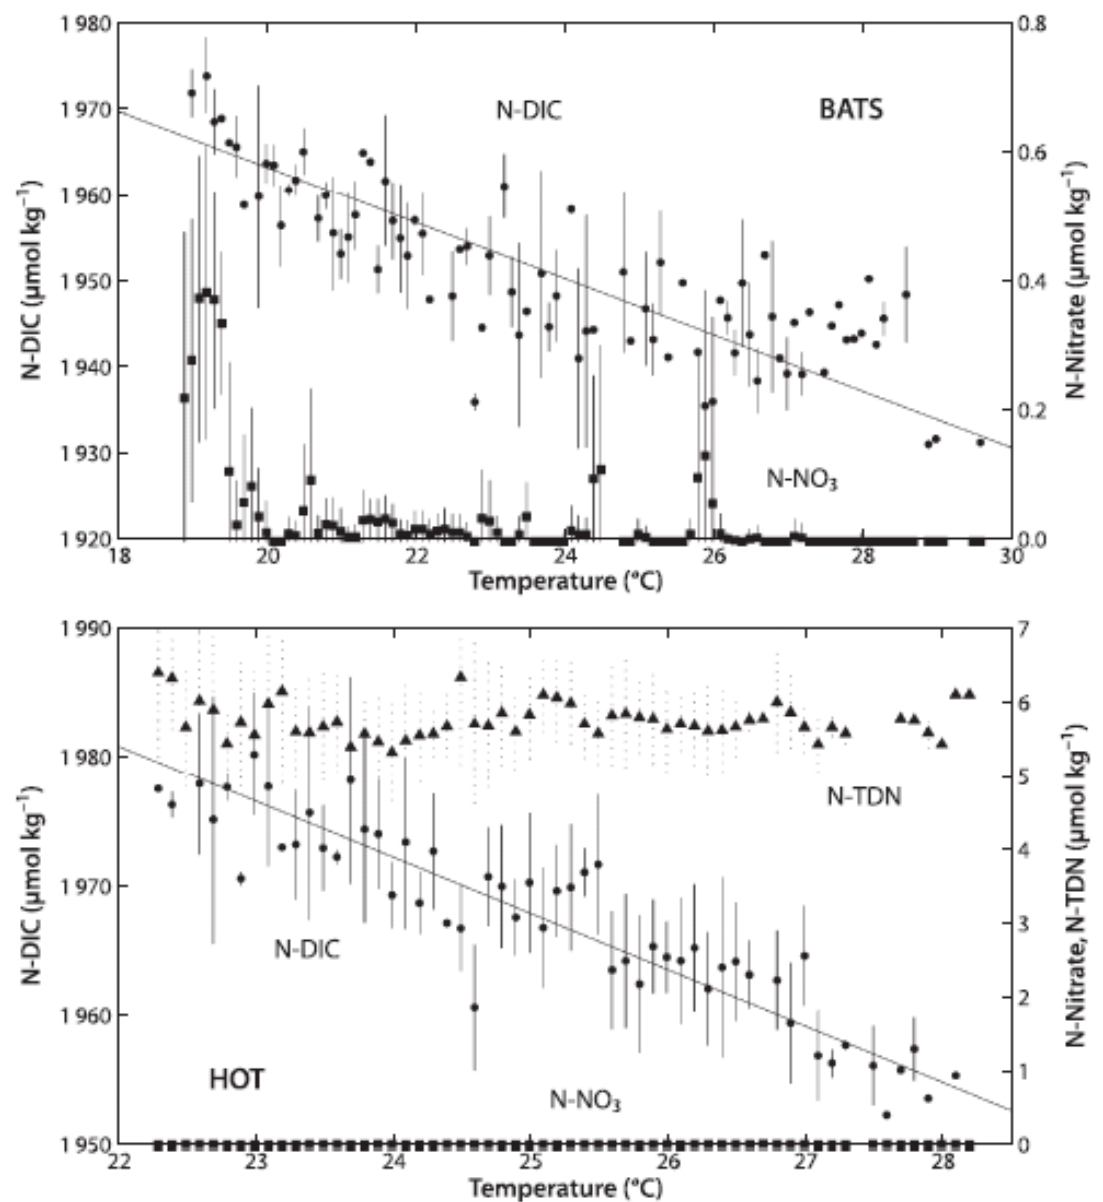 1 980
1 970
1 960
1 950
1 940
1 930
1 920
N-DIC (µmol kg⁻¹)
N-DIC
BATS
N-NO₃
0.8
0.6
0.4
0.2
0.0
N-Nitrate (µmol kg⁻¹)
18 20 22 24 26 28 30
Temperature (°C)
1 990
1 980
1 970
1 960
1 950
N-DIC (µmol kg⁻¹)
N-TDN
N-DIC
HOT
N-NO₃
7
6
5
4
3
2
1
0
N-Nitrate, N-TDN (µmol kg⁻¹)
22 23 24 25 26 27 28
Temperature (°C)